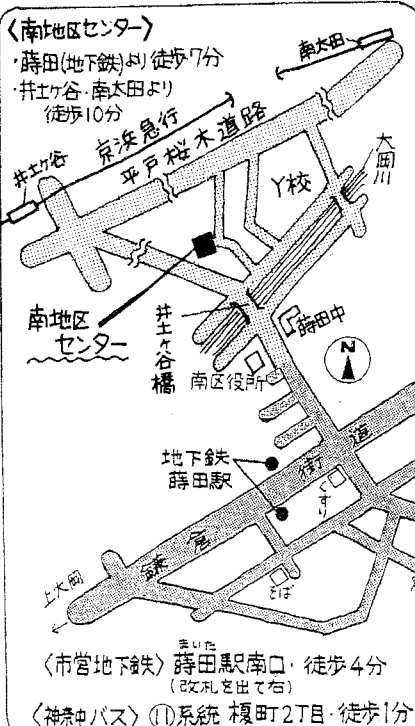 〈南地区センター〉
・蒔田(地下鉄)より徒歩7分
・井土ヶ谷・南太田より
徒歩10分
南太田
京浜急行
平戸桜木道路
井土ヶ谷
Y校
大岡川
南地区
センター
井土ヶ谷橋
蒔田中
南区役所
N
地下鉄
蒔田駅
鎌倉街道
くすり
そば
上大岡
〈市営地下鉄〉蒔田駅南口・徒歩4分
まいた
(改札を出て右)
〈神奈中バス〉⑪系統 榎町2丁目・徒歩1分